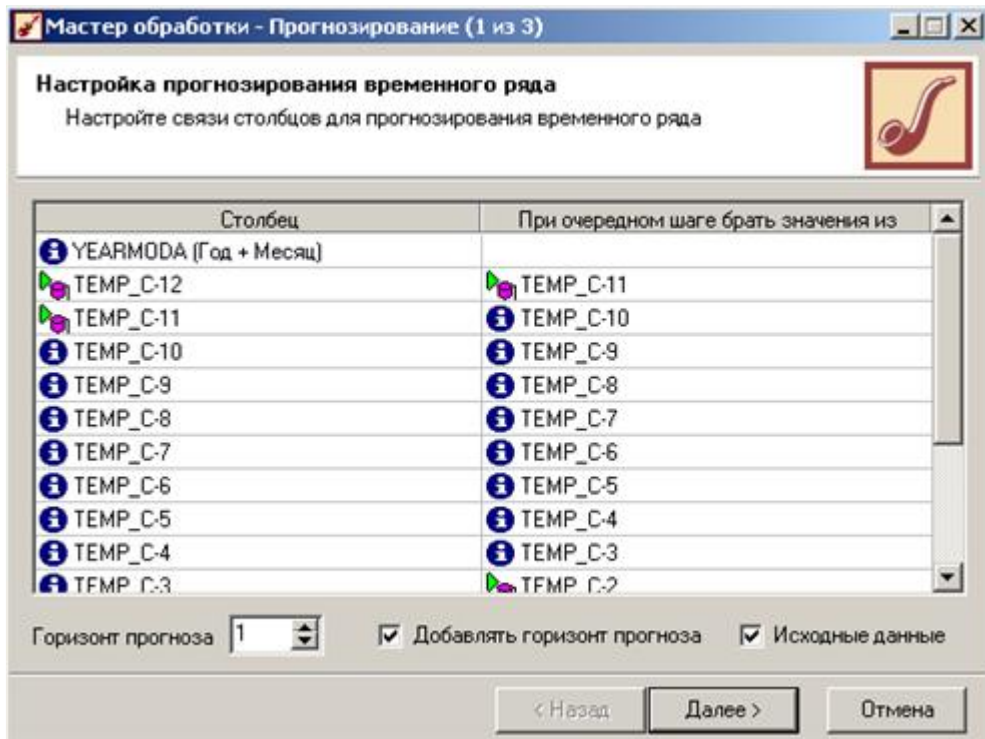 Мастер обработки - Прогнозирование (1 из 3)
Настройка прогнозирования временного ряда
Настройте связи столбцов для прогнозирования временного ряда
Столбец При очередном шаге брать значения из
YEARMODA (Год + Месяц)
TEMP_C-12 TEMP_C-11
TEMP_C-11 TEMP_C-10
TEMP_C-10 TEMP_C-9
TEMP_C-9 TEMP_C-8
TEMP_C-8 TEMP_C-7
TEMP_C-7 TEMP_C-6
TEMP_C-6 TEMP_C-5
TEMP_C-5 TEMP_C-4
TEMP_C-4 TEMP_C-3
TEMP_C-3 TEMP_C-2
Горизонт прогноза 1 Добавлять горизонт прогноза Исходные данные
< Назад Далее > Отмена